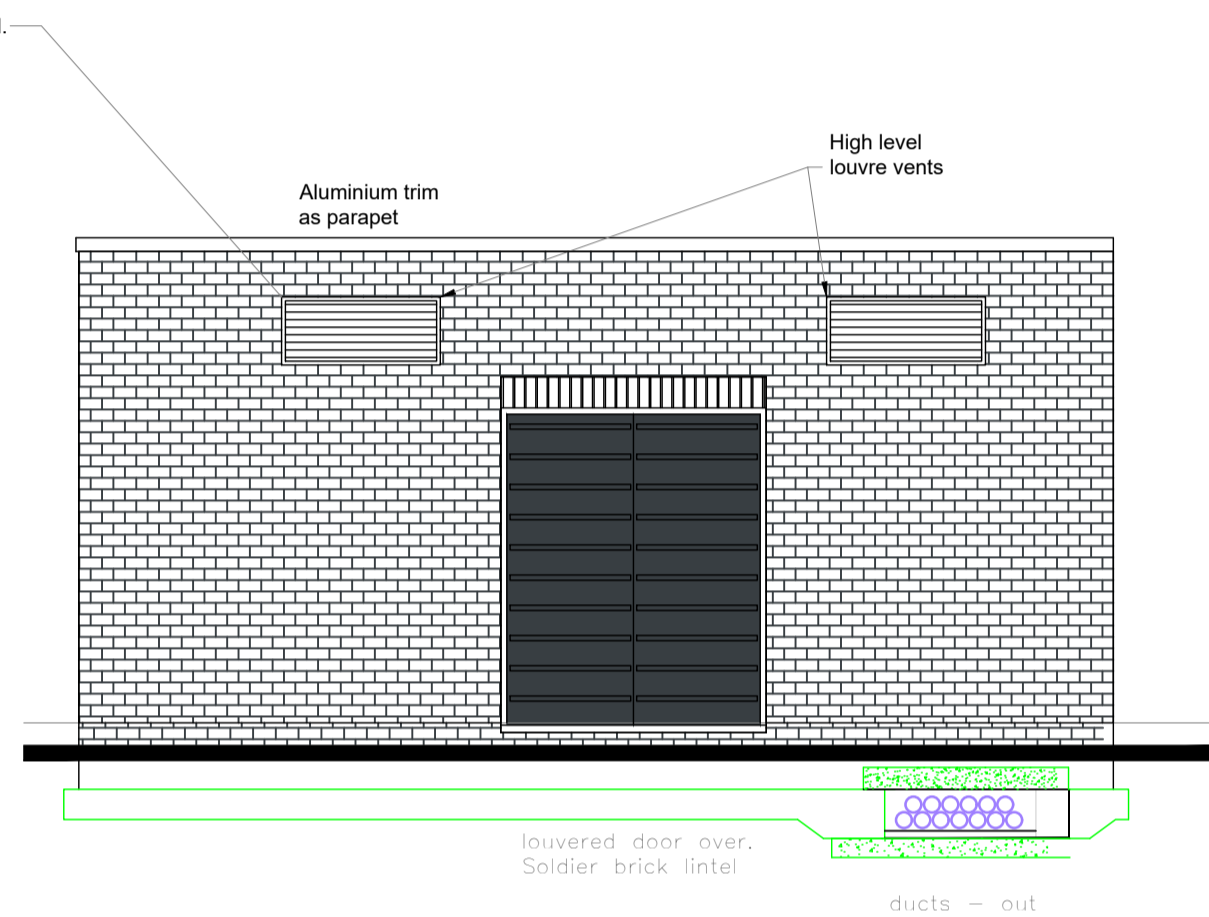 High level
louvre vents
Aluminium trim
as parapet
louvered door over.
Soldier brick lintel
ducts – out